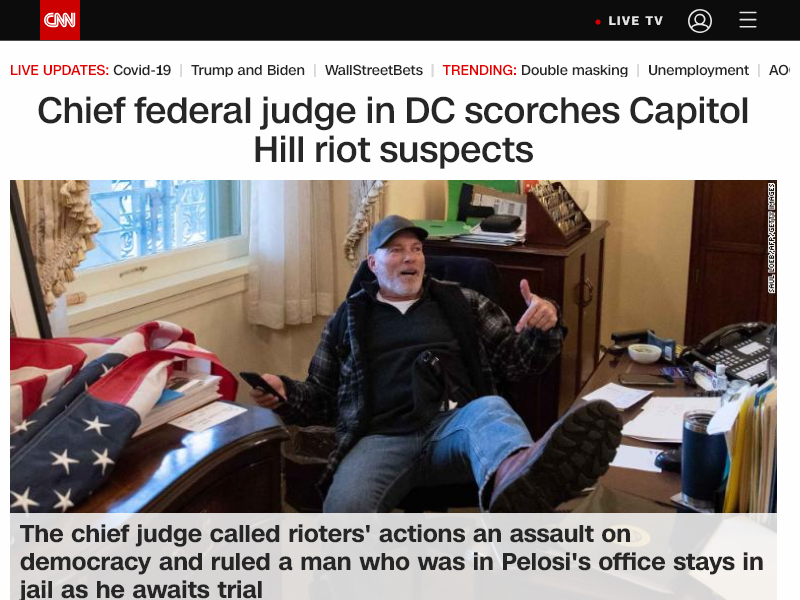 CNN
LIVE TV
LIVE UPDATES: Covid-19 | Trump and Biden | WallStreetBets | TRENDING: Double masking | Unemployment | AO
Chief federal judge in DC scorches Capitol
Hill riot suspects
SAUL LOEB/AFP/GETTY IMAGES
The chief judge called rioters' actions an assault on
democracy and ruled a man who was in Pelosi's office stays in
jail as he awaits trial